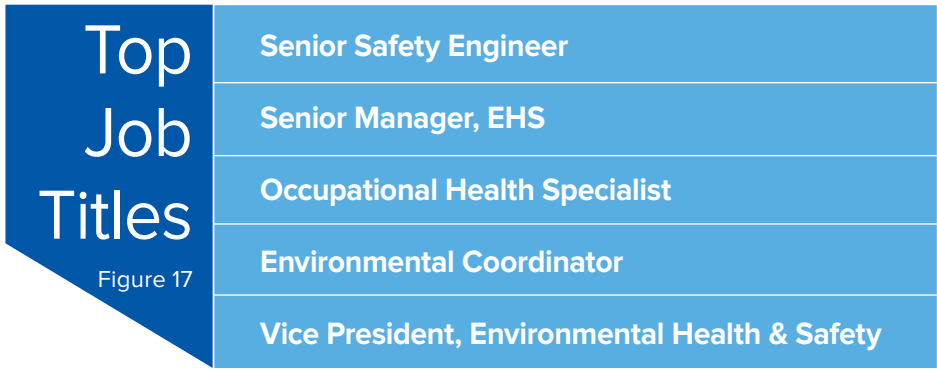 Top
Job
Titles
Figure 17
Senior Safety Engineer
Senior Manager, EHS
Occupational Health Specialist
Environmental Coordinator
Vice President, Environmental Health & Safety